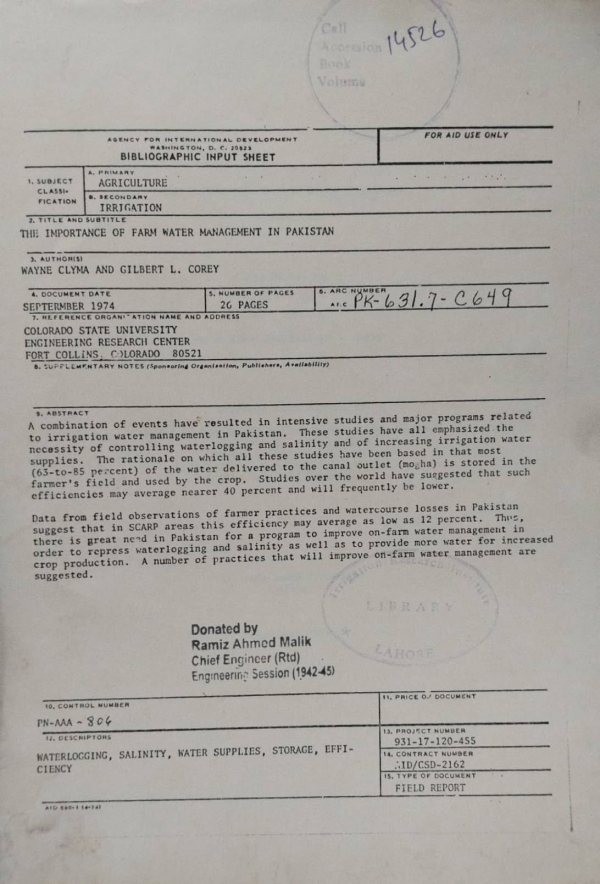 Cell
Accession
Book
Volume
14526
AGENCY FOR INTERNATIONAL DEVELOPMENT
WASHINGTON, D. C. 20523
BIBLIOGRAPHIC INPUT SHEET
FOR AID USE ONLY
1. SUBJECT
CLASSI-
FICATION
A. PRIMARY
AGRICULTURE
B. SECONDARY
IRRIGATION
2. TITLE AND SUBTITLE
THE IMPORTANCE OF FARM WATER MANAGEMENT IN PAKISTAN
3. AUTHOR(S)
WAYNE CLYMA AND GILBERT L. COREY
4. DOCUMENT DATE
SEPTERMBER 1974
5. NUMBER OF PAGES
26 PAGES
6. ARC NUMBER
ARC PK-631.7-C649
7. REFERENCE ORGANIZATION NAME AND ADDRESS
COLORADO STATE UNIVERSITY
ENGINEERING RESEARCH CENTER
FORT COLLINS, COLORADO 80521
8. SUPPLEMENTARY NOTES (Sponsoring Organization, Publishers, Availability)
9. ABSTRACT
A combination of events have resulted in intensive studies and major programs related
to irrigation water management in Pakistan. These studies have all emphasized the
necessity of controlling waterlogging and salinity and of increasing irrigation water
supplies. The rationale on which all these studies have been based in that most
(63-to-85 percent) of the water delivered to the canal outlet (mogha) is stored in the
farmer's field and used by the crop. Studies over the world have suggested that such
efficiencies may average nearer 40 percent and will frequently be lower.
Data from field observations of farmer practices and watercourse losses in Pakistan
suggest that in SCARP areas this efficiency may average as low as 12 percent. Thus,
there is great need in Pakistan for a program to improve on-farm water management in
order to repress waterlogging and salinity as well as to provide more water for increased
crop production. A number of practices that will improve on-farm water management are
suggested.
Irrigation Research Institute
LIBRARY
LAHORE
Donated by
Ramiz Ahmed Malik
Chief Engineer (Rtd)
Engineering Session (1942-45)
10. CONTROL NUMBER
PN-AAA-804
11. PRICE OF DOCUMENT
12. DESCRIPTORS
WATERLOGGING, SALINITY, WATER SUPPLIES, STORAGE, EFFI-
CIENCY
13. PROJECT NUMBER
931-17-120-455
14. CONTRACT NUMBER
AID/CSD-2162
15. TYPE OF DOCUMENT
FIELD REPORT
AID 590-1 (4-74)